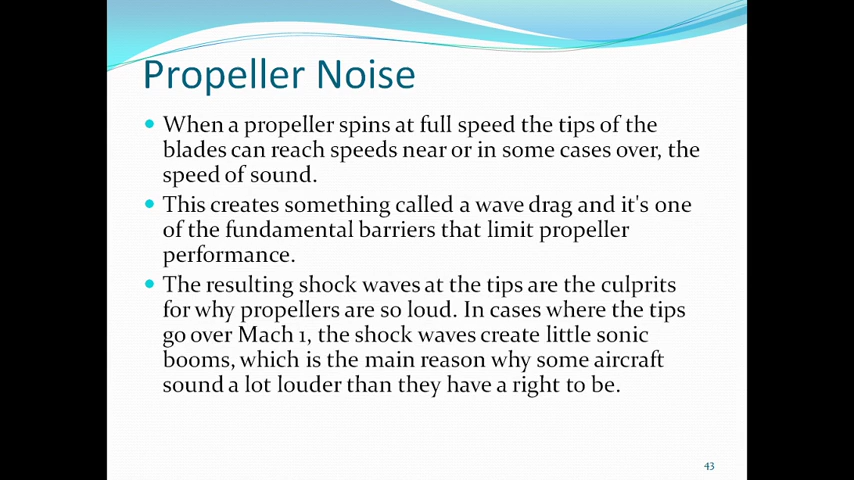 Propeller Noise
When a propeller spins at full speed the tips of the
blades can reach speeds near or in some cases over, the
speed of sound.
This creates something called a wave drag and it's one
of the fundamental barriers that limit propeller
performance.
The resulting shock waves at the tips are the culprits
for why propellers are so loud. In cases where the tips
go over Mach 1, the shock waves create little sonic
booms, which is the main reason why some aircraft
sound a lot louder than they have a right to be.
43